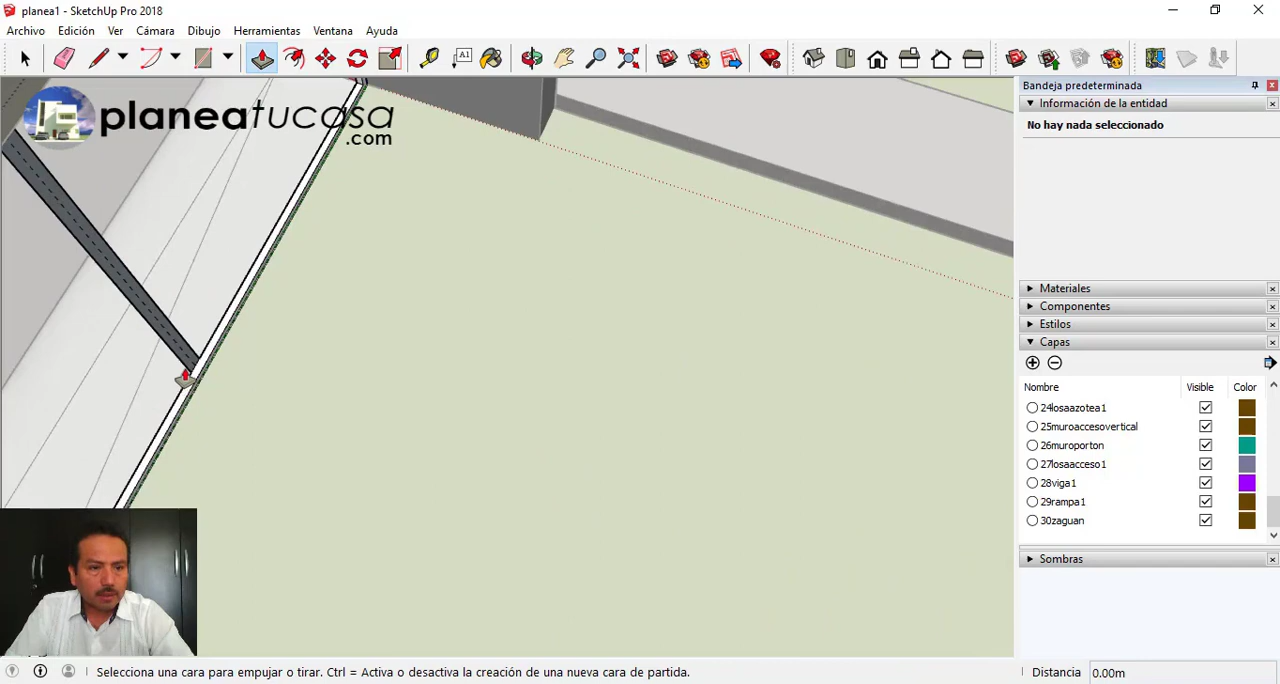 planea1 - SketchUp Pro 2018
Archivo Edición Ver Cámara Dibujo Herramientas Ventana Ayuda
A1
planeatucasa
.com
Bandeja predeterminada
Información de la entidad
No hay nada seleccionado
Materiales
Componentes
Estilos
Capas
Nombre Visible Color
24losaazotea1
25muroaccesovertical
26muroporton
27losaacceso1
28viga1
29rampa1
30zaguan
Sombras
Selecciona una cara para empujar o tirar. Ctrl = Activa o desactiva la creación de una nueva cara de partida.
Distancia 0.00m